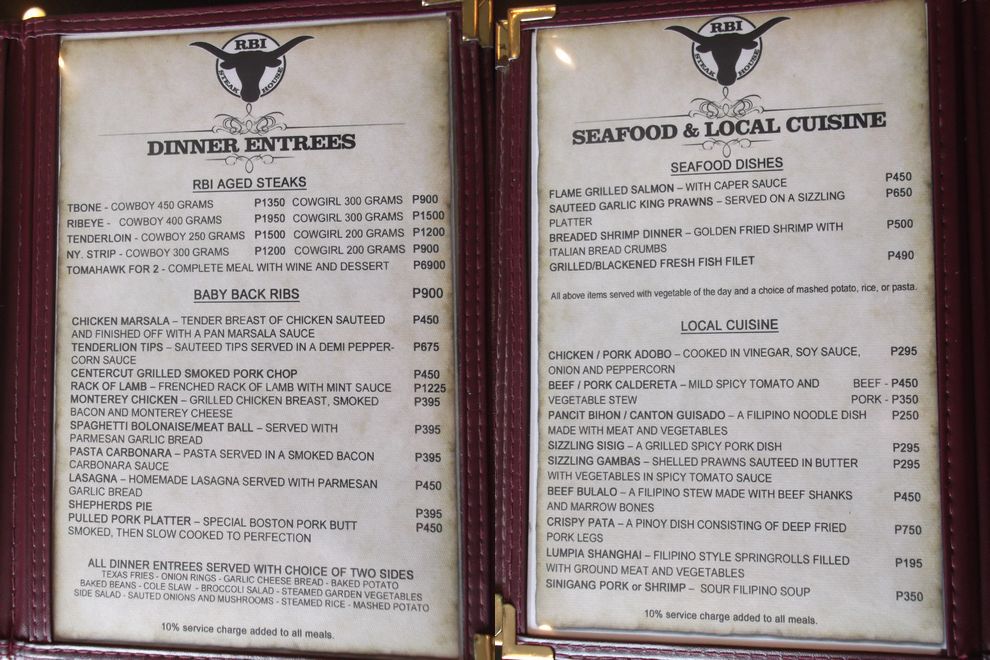 RBI
STEAK HOUSE
DINNER ENTREES
RBI AGED STEAKS
TBONE - COWBOY 450 GRAMS P1350 COWGIRL 300 GRAMS P900
RIBEYE - COWBOY 400 GRAMS P1950 COWGIRL 300 GRAMS P1500
TENDERLOIN - COWBOY 250 GRAMS P1500 COWGIRL 200 GRAMS P1200
NY. STRIP - COWBOY 300 GRAMS P1200 COWGIRL 200 GRAMS P900
TOMAHAWK FOR 2 - COMPLETE MEAL WITH WINE AND DESSERT P6900
BABY BACK RIBS P900
CHICKEN MARSALA – TENDER BREAST OF CHICKEN SAUTEED P450
AND FINISHED OFF WITH A PAN MARSALA SAUCE
TENDERLION TIPS – SAUTEED TIPS SERVED IN A DEMI PEPPER- P675
CORN SAUCE
CENTERCUT GRILLED SMOKED PORK CHOP P450
RACK OF LAMB – FRENCHED RACK OF LAMB WITH MINT SAUCE P1225
MONTEREY CHICKEN – GRILLED CHICKEN BREAST, SMOKED P395
BACON AND MONTEREY CHEESE
SPAGHETTI BOLONAISE/MEAT BALL – SERVED WITH P395
PARMESAN GARLIC BREAD
PASTA CARBONARA – PASTA SERVED IN A SMOKED BACON P395
CARBONARA SAUCE
LASAGNA – HOMEMADE LASAGNA SERVED WITH PARMESAN P450
GARLIC BREAD
SHEPHERDS PIE P395
PULLED PORK PLATTER – SPECIAL BOSTON PORK BUTT P450
SMOKED, THEN SLOW COOKED TO PERFECTION
ALL DINNER ENTREES SERVED WITH CHOICE OF TWO SIDES
TEXAS FRIES - ONION RINGS - GARLIC CHEESE BREAD - BAKED POTATO
BAKED BEANS - COLE SLAW - BROCCOLI SALAD - STEAMED GARDEN VEGETABLES
SIDE SALAD - SAUTED ONIONS AND MUSHROOMS - STEAMED RICE - MASHED POTATO
10% service charge added to all meals.
RBI
STEAK HOUSE
SEAFOOD & LOCAL CUISINE
SEAFOOD DISHES
FLAME GRILLED SALMON – WITH CAPER SAUCE P450
SAUTEED GARLIC KING PRAWNS – SERVED ON A SIZZLING P650
PLATTER
BREADED SHRIMP DINNER – GOLDEN FRIED SHRIMP WITH P500
ITALIAN BREAD CRUMBS
GRILLED/BLACKENED FRESH FISH FILET P490
All above items served with vegetable of the day and a choice of mashed potato, rice, or pasta.
LOCAL CUISINE
CHICKEN / PORK ADOBO – COOKED IN VINEGAR, SOY SAUCE, P295
ONION AND PEPPERCORN
BEEF / PORK CALDERETA – MILD SPICY TOMATO AND BEEF - P450
VEGETABLE STEW PORK - P350
PANCIT BIHON / CANTON GUISADO – A FILIPINO NOODLE DISH P250
MADE WITH MEAT AND VEGETABLES
SIZZLING SISIG – A GRILLED SPICY PORK DISH P295
SIZZLING GAMBAS – SHELLED PRAWNS SAUTEED IN BUTTER P295
WITH VEGETABLES IN SPICY TOMATO SAUCE
BEEF BULALO – A FILIPINO STEW MADE WITH BEEF SHANKS P450
AND MARROW BONES
CRISPY PATA – A PINOY DISH CONSISTING OF DEEP FRIED P750
PORK LEGS
LUMPIA SHANGHAI – FILIPINO STYLE SPRINGROLLS FILLED P195
WITH GROUND MEAT AND VEGETABLES
SINIGANG PORK or SHRIMP – SOUR FILIPINO SOUP P350
10% service charge added to all meals.